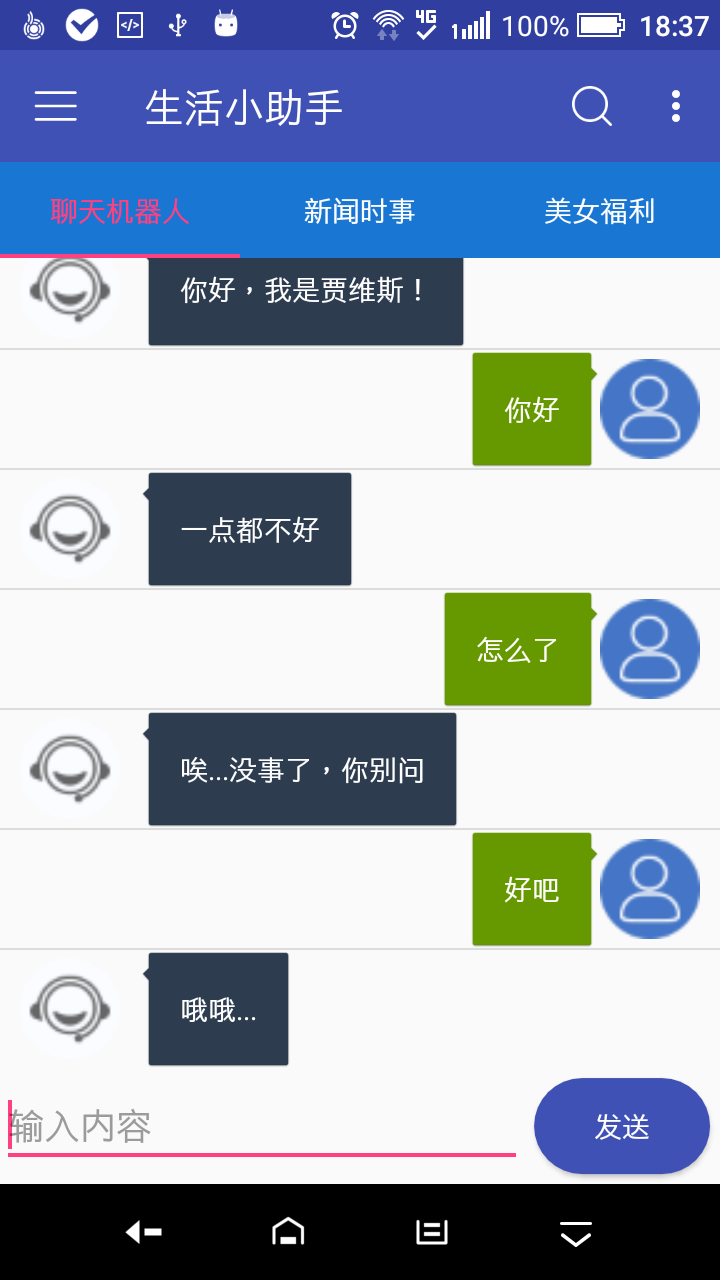 4G 100% 18:37
生活小助手
聊天机器人 新闻时事 美女福利
你好，我是贾维斯！
你好
一点都不好
怎么了
唉...没事了，你别问
好吧
哦哦...
输入内容 发送